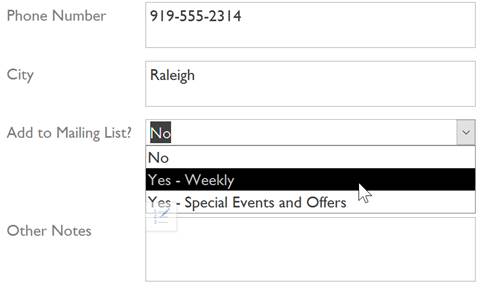 Phone Number 919-555-2314
City Raleigh
Add to Mailing List? No
No
Yes - Weekly
Yes - Special Events and Offers
Other Notes